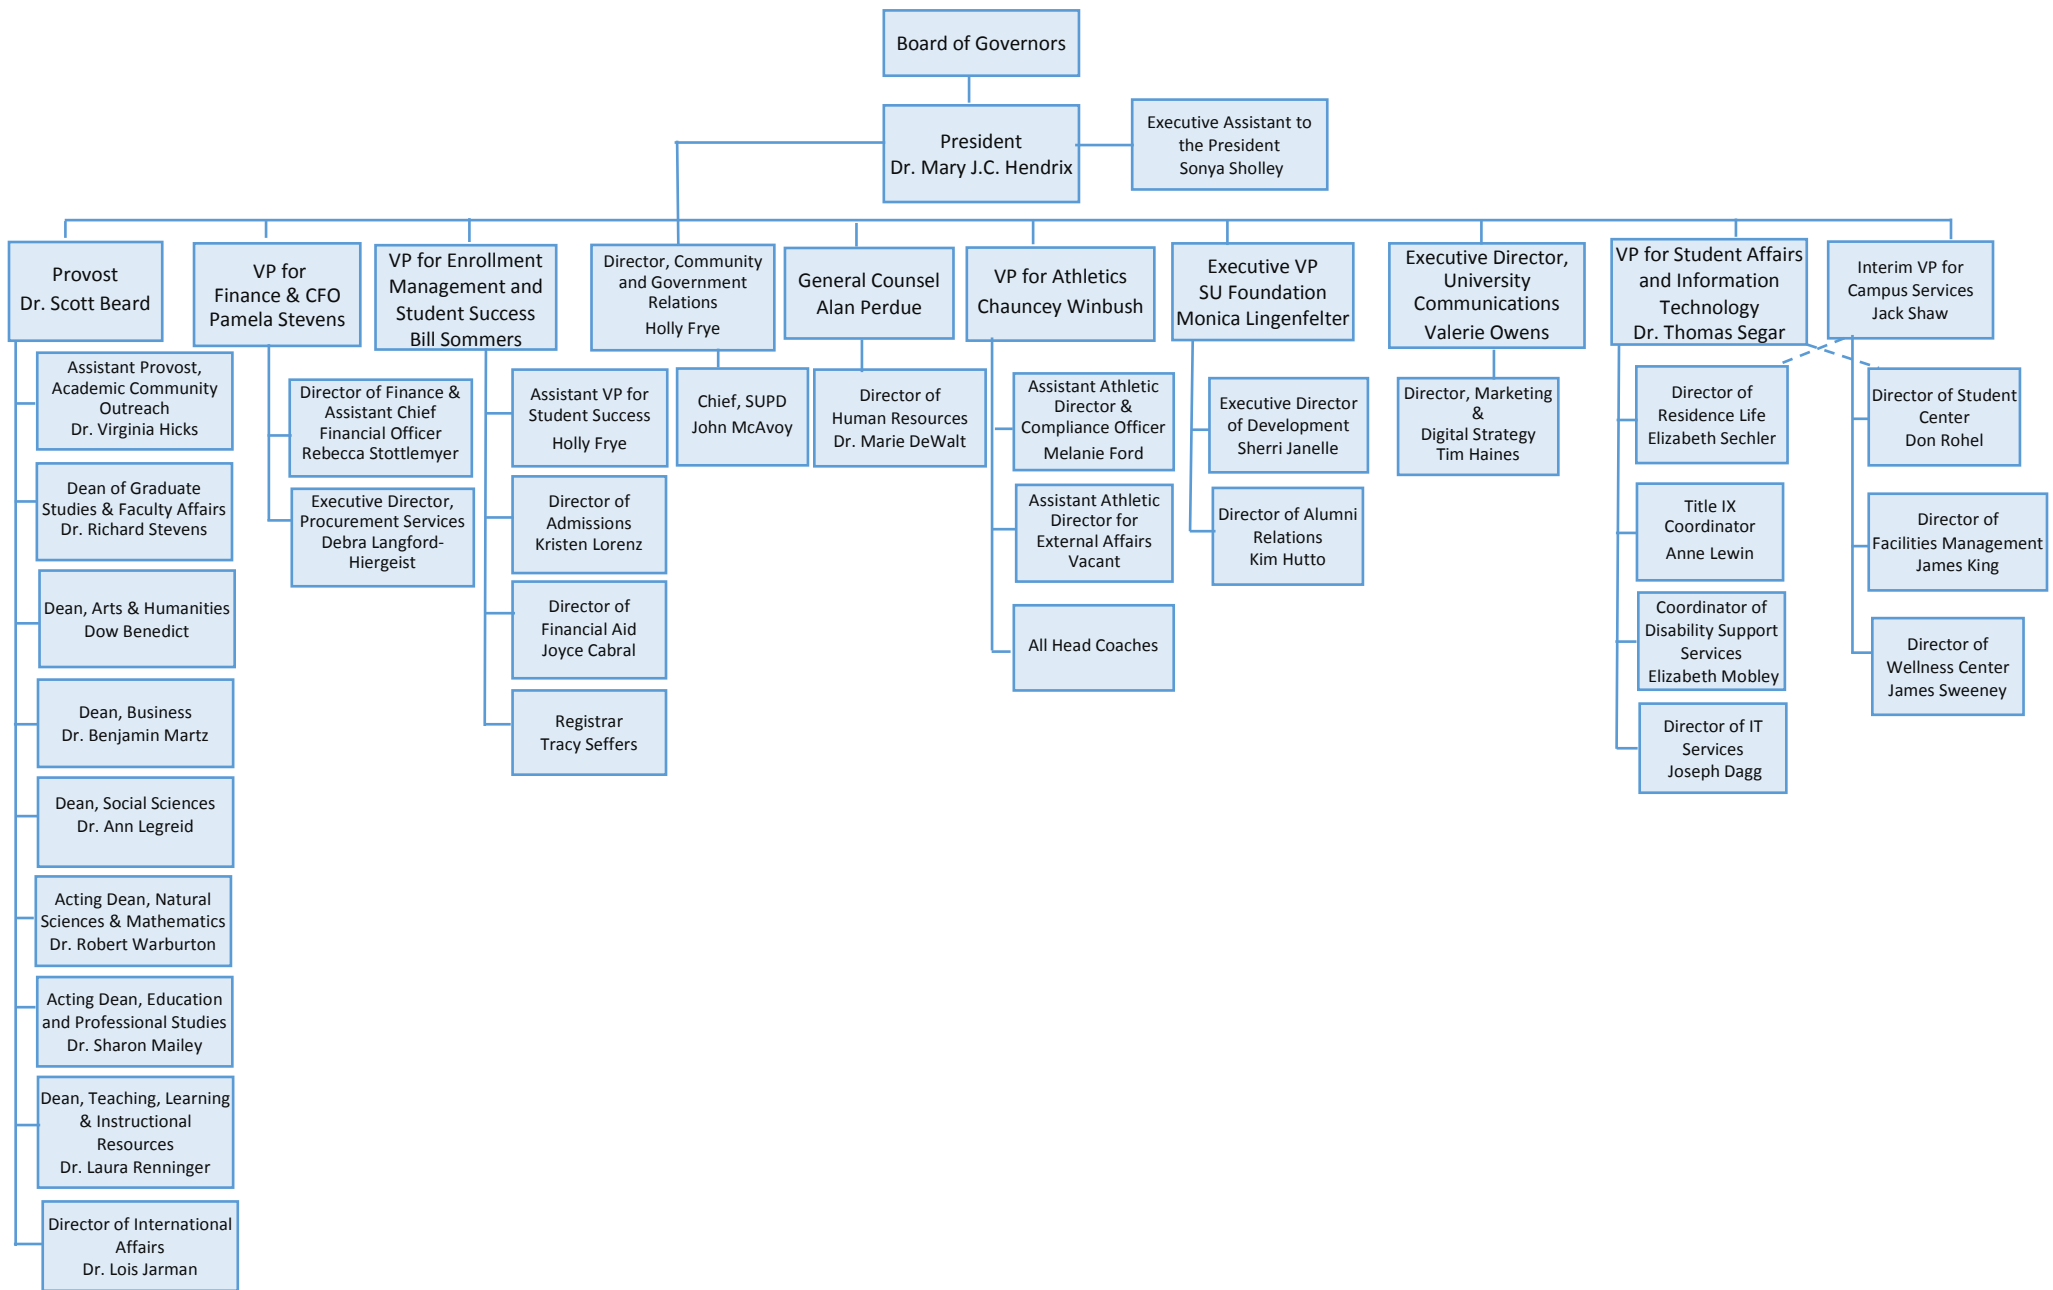 Board of Governors
President
Dr. Mary J.C. Hendrix
Executive Assistant to
the President
Sonya Sholley
Provost
Dr. Scott Beard
VP for
Finance & CFO
Pamela Stevens
VP for Enrollment
Management and
Student Success
Bill Sommers
Director, Community
and Government
Relations
Holly Frye
General Counsel
Alan Perdue
VP for Athletics
Chauncey Winbush
Executive VP
SU Foundation
Monica Lingenfelter
Executive Director,
University
Communications
Valerie Owens
VP for Student Affairs
and Information
Technology
Dr. Thomas Segar
Interim VP for
Campus Services
Jack Shaw
Assistant Provost,
Academic Community
Outreach
Dr. Virginia Hicks
Dean of Graduate
Studies & Faculty Affairs
Dr. Richard Stevens
Dean, Arts & Humanities
Dow Benedict
Dean, Business
Dr. Benjamin Martz
Dean, Social Sciences
Dr. Ann Legreid
Acting Dean, Natural
Sciences & Mathematics
Dr. Robert Warburton
Acting Dean, Education
and Professional Studies
Dr. Sharon Mailey
Dean, Teaching, Learning
& Instructional
Resources
Dr. Laura Renninger
Director of International
Affairs
Dr. Lois Jarman
Director of Finance &
Assistant Chief
Financial Officer
Rebecca Stottlemyer
Executive Director,
Procurement Services
Debra Langford-
Hiergeist
Assistant VP for
Student Success
Holly Frye
Director of
Admissions
Kristen Lorenz
Director of
Financial Aid
Joyce Cabral
Registrar
Tracy Seffers
Chief, SUPD
John McAvoy
Director of
Human Resources
Dr. Marie DeWalt
Assistant Athletic
Director &
Compliance Officer
Melanie Ford
Assistant Athletic
Director for
External Affairs
Vacant
All Head Coaches
Executive Director
of Development
Sherri Janelle
Director of Alumni
Relations
Kim Hutto
Director, Marketing
&
Digital Strategy
Tim Haines
Director of
Residence Life
Elizabeth Sechler
Title IX
Coordinator
Anne Lewin
Coordinator of
Disability Support
Services
Elizabeth Mobley
Director of IT
Services
Joseph Dagg
Director of Student
Center
Don Rohel
Director of
Facilities Management
James King
Director of
Wellness Center
James Sweeney